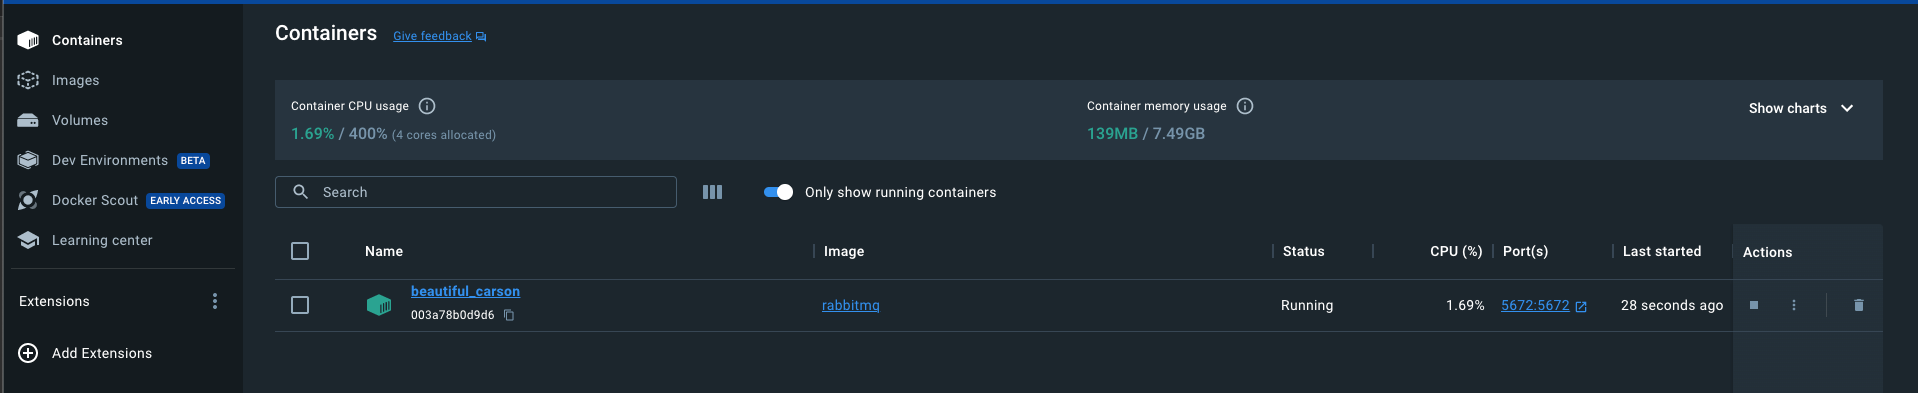 Containers
Images
Volumes
Dev Environments BETA
Docker Scout EARLY ACCESS
Learning center
Extensions
Add Extensions
Containers Give feedback
Container CPU usage
1.69% / 400% (4 cores allocated)
Container memory usage
139MB / 7.49GB
Show charts
Search
Only show running containers
Name Image Status CPU (%) Port(s) Last started Actions
beautiful_carson
003a78b0d9d6
rabbitmq Running 1.69% 5672:5672 28 seconds ago